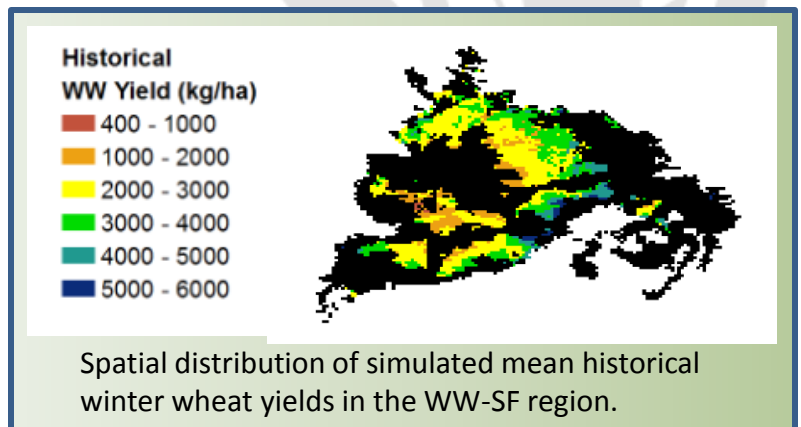 Historical
WW Yield (kg/ha)
400 - 1000
1000 - 2000
2000 - 3000
3000 - 4000
4000 - 5000
5000 - 6000
Spatial distribution of simulated mean historical
winter wheat yields in the WW-SF region.